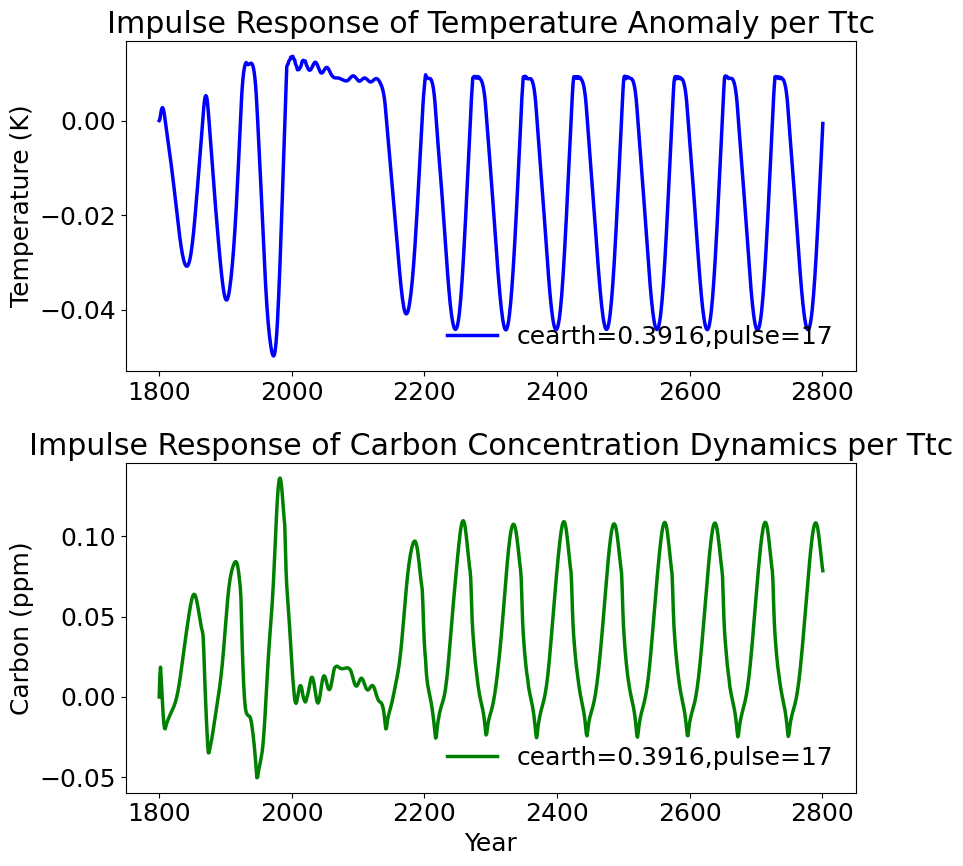 Impulse Response of Temperature Anomaly per Ttc
Temperature (K)
0.00
−0.02
−0.04
cearth=0.3916,pulse=17
1800 2000 2200 2400 2600 2800
Impulse Response of Carbon Concentration Dynamics per Ttc
Carbon (ppm)
0.10
0.05
0.00
−0.05
cearth=0.3916,pulse=17
1800 2000 2200 2400 2600 2800
Year